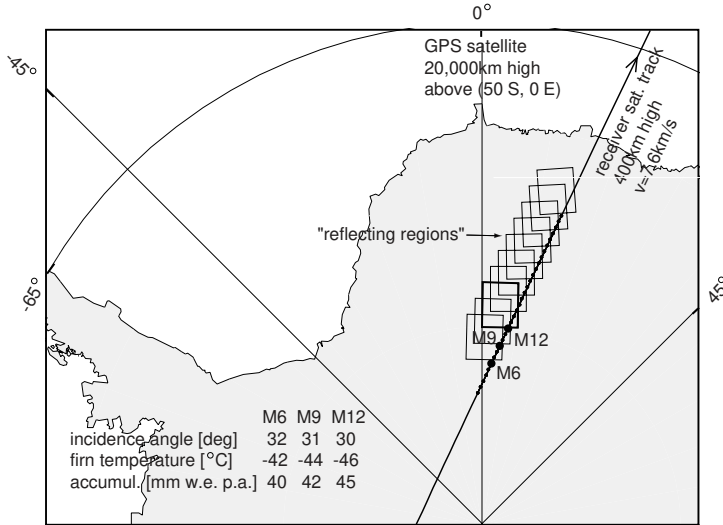 0°
GPS satellite
20,000km high
above (50 S, 0 E)
-45°
receiver sat. track
400km high
v=7.6km/s
"reflecting regions"
-65°
45°
M9 M12
M6
M6 M9 M12
incidence angle [deg] 32 31 30
firn temperature [°C] -42 -44 -46
accumul. [mm w.e. p.a.] 40 42 45